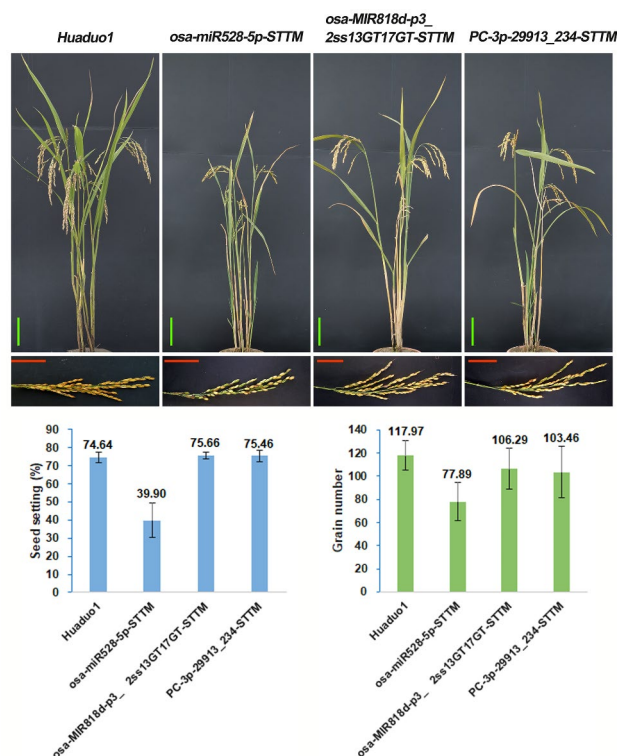 Huaduo1
osa-miR528-5p-STTM
osa-MIR818d-p3_
2ss13GT17GT-STTM
PC-3p-29913_234-STTM
Seed setting (%)
90
80
70
60
50
40
30
20
10
0
74.64
39.90
75.66
75.46
Huaduo1
osa-miR528-5p-STTM
osa-MIR818d-p3_ 2ss13GT17GT-STTM
PC-3p-29913_234-STTM
Grain number
140
120
100
80
60
40
20
0
117.97
77.89
106.29
103.46
Huaduo1
osa-miR528-5p-STTM
osa-MIR818d-p3_ 2ss13GT17GT-STTM
PC-3p-29913_234-STTM